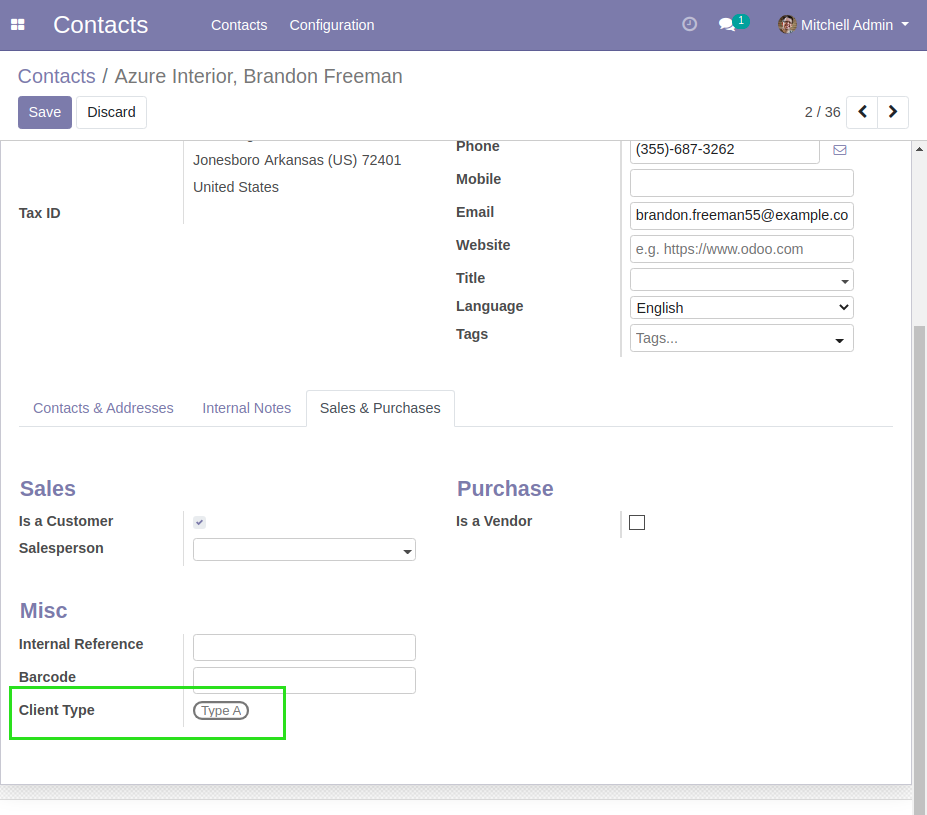 Contacts Contacts Configuration 1 Mitchell Admin
Contacts / Azure Interior, Brandon Freeman
Save Discard 2 / 36
Phone (355)-687-3262
Jonesboro Arkansas (US) 72401
Mobile
United States
Tax ID
Email brandon.freeman55@example.co
Website e.g. https://www.odoo.com
Title
Language English
Tags Tags...
Contacts & Addresses Internal Notes Sales & Purchases
Sales Purchase
Is a Customer Is a Vendor
Salesperson
Misc
Internal Reference
Barcode
Client Type Type A